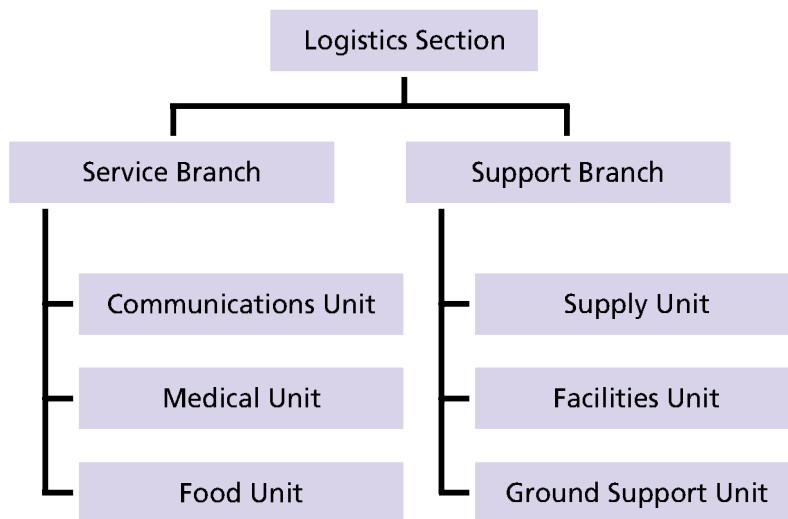 Logistics Section
Service Branch
Support Branch
Communications Unit
Supply Unit
Medical Unit
Facilities Unit
Food Unit
Ground Support Unit